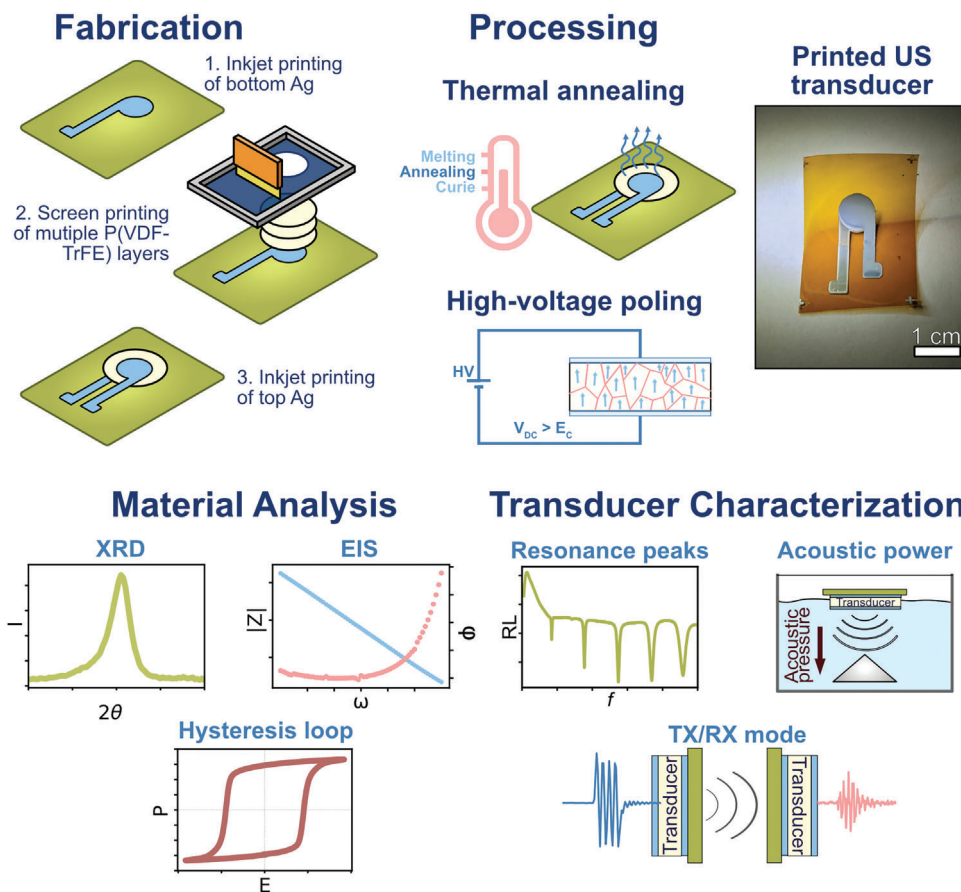 Fabrication
1. Inkjet printing
of bottom Ag
2. Screen printing
of mutiple P(VDF-
TrFE) layers
3. Inkjet printing
of top Ag
Processing
Thermal annealing
Melting
Annealing
Curie
High-voltage poling
HV
V_DC > E_C
Printed US
transducer
1 cm
Material Analysis
XRD
I
2θ
EIS
|Z|
φ
ω
Hysteresis loop
P
E
Transducer Characterization
Resonance peaks
RL
f
Acoustic power
Transducer
Acoustic
pressure
TX/RX mode
Transducer
Transducer